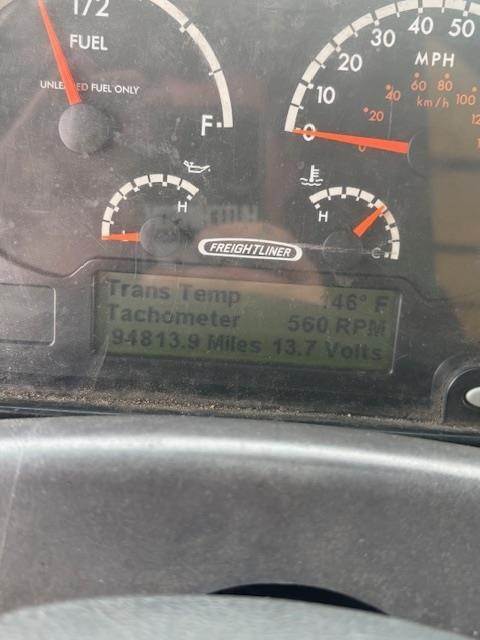 1/2
FUEL
UNLEADED FUEL ONLY
F
0
10
20
30
40
50
MPH
0
20
40
60
80
100
km/h
H
H
C
FREIGHTLINER
Trans Temp 146° F
Tachometer 560 RPM
94813.9 Miles 13.7 Volts